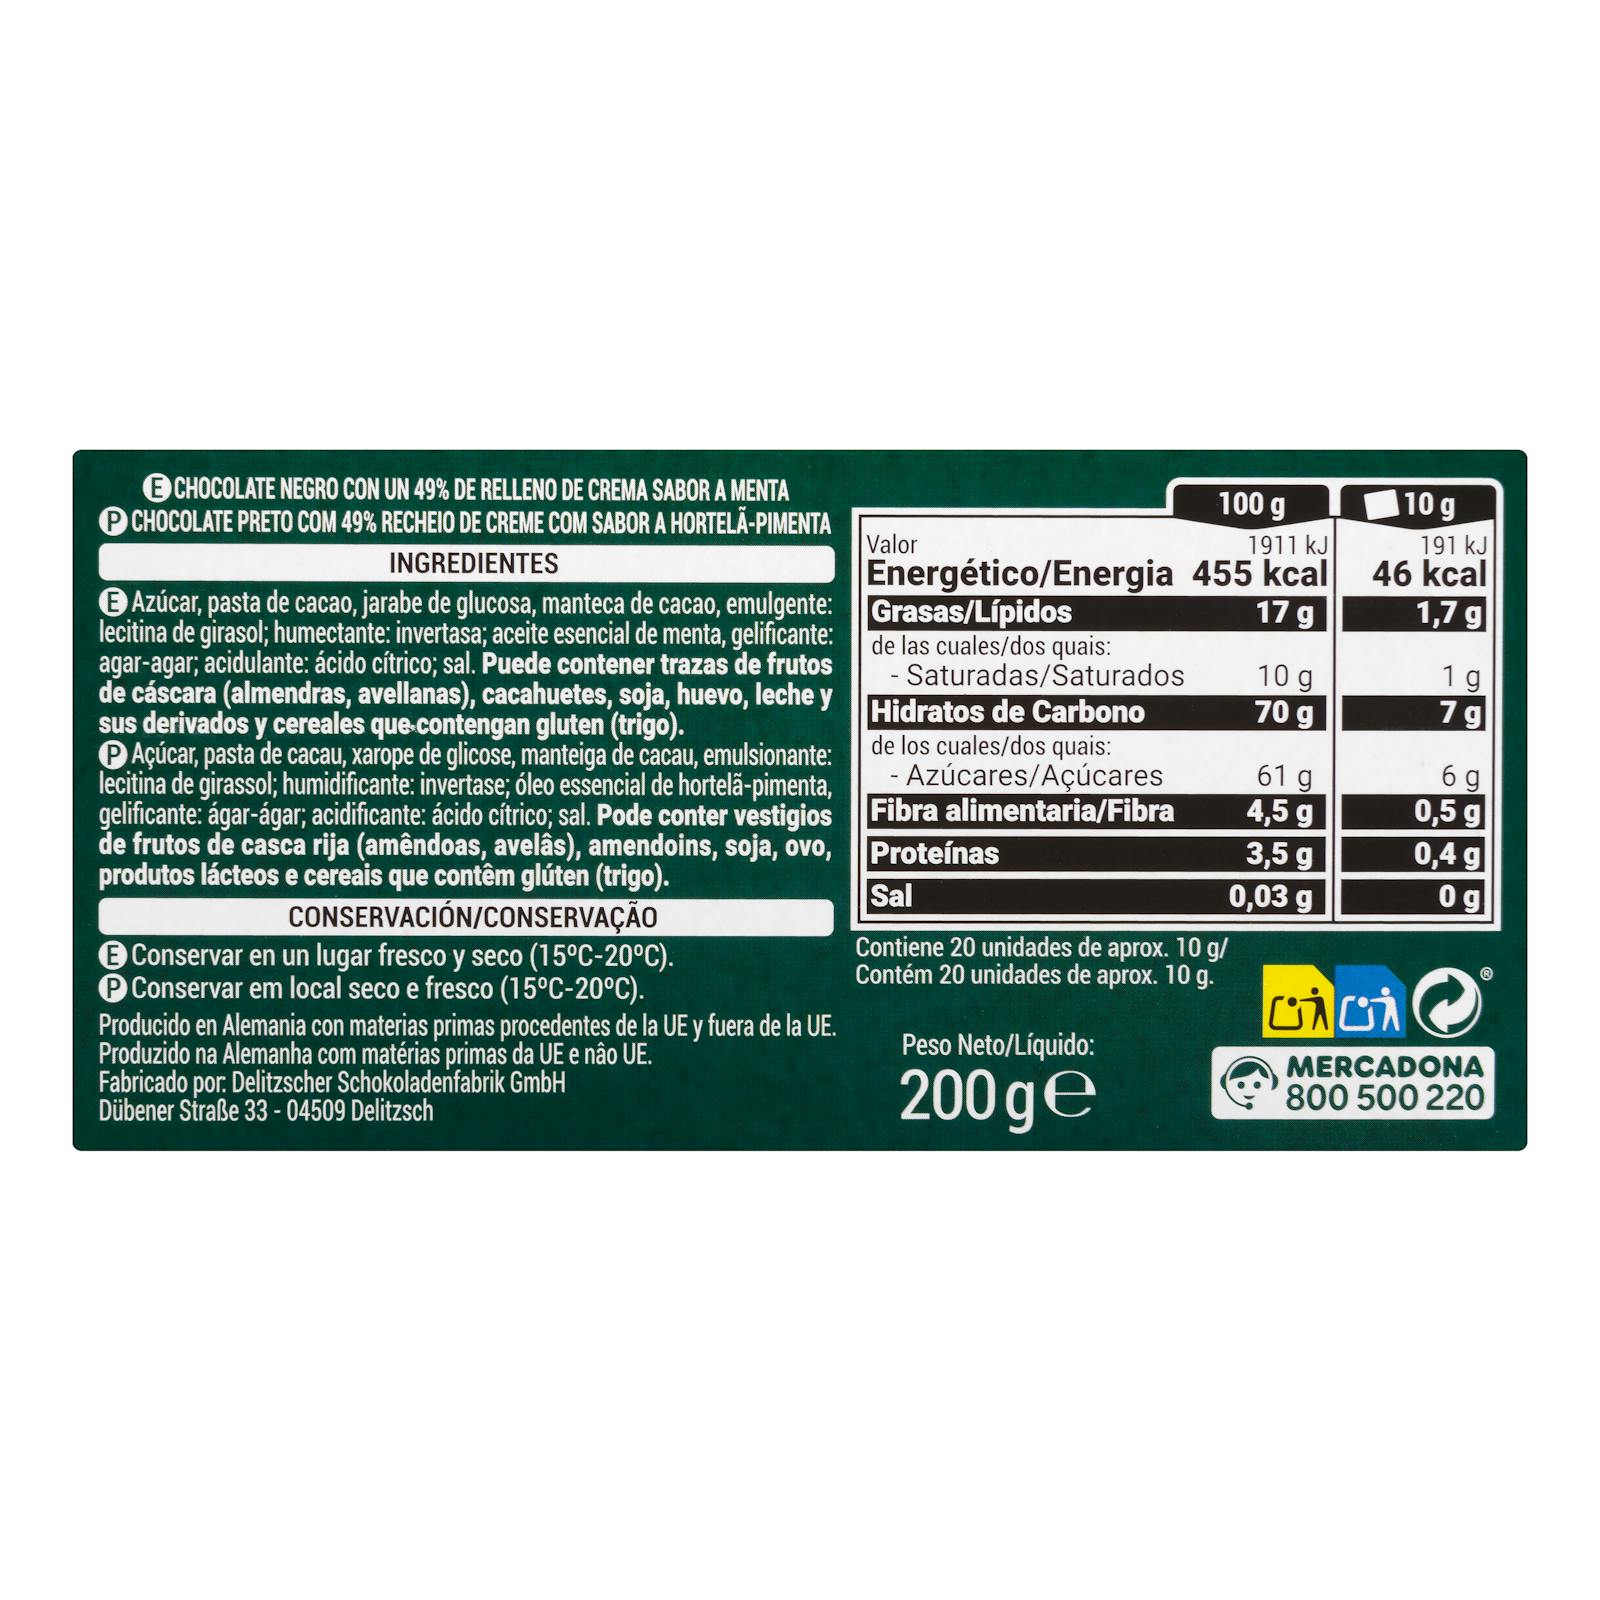 E CHOCOLATE NEGRO CON UN 49% DE RELLENO DE CREMA SABOR A MENTA
P CHOCOLATE PRETO COM 49% RECHEIO DE CREME COM SABOR A HORTELÃ-PIMENTA
INGREDIENTES
E Azúcar, pasta de cacao, jarabe de glucosa, manteca de cacao, emulgente:
lecitina de girasol; humectante: invertasa; aceite esencial de menta, gelificante:
agar-agar; acidulante: ácido cítrico; sal. Puede contener trazas de frutos
de cáscara (almendras, avellanas), cacahuetes, soja, huevo, leche y
sus derivados y cereales que contengan gluten (trigo).
P Açúcar, pasta de cacau, xarope de glicose, manteiga de cacau, emulsionante:
lecitina de girassol; humidificante: invertase; óleo essencial de hortelã-pimenta,
gelificante: ágar-ágar; acidificante: ácido cítrico; sal. Pode conter vestigios
de frutos de casca rija (amêndoas, avelâs), amendoins, soja, ovo,
produtos lácteos e cereais que contêm glúten (trigo).
CONSERVACIÓN/CONSERVAÇÃO
E Conservar en un lugar fresco y seco (15ºC-20ºC).
P Conservar em local seco e fresco (15ºC-20ºC).
Producido en Alemania con materias primas procedentes de la UE y fuera de la UE.
Produzido na Alemanha com matérias primas da UE e nâo UE.
Fabricado por: Delitzscher Schokoladenfabrik GmbH
Dübener Straße 33 - 04509 Delitzsch
100 g 10 g
Valor 1911 kJ 191 kJ
Energético/Energia 455 kcal 46 kcal
Grasas/Lípidos 17 g 1,7 g
de las cuales/dos quais:
- Saturadas/Saturados 10 g 1 g
Hidratos de Carbono 70 g 7 g
de los cuales/dos quais:
- Azúcares/Açúcares 61 g 6 g
Fibra alimentaria/Fibra 4,5 g 0,5 g
Proteínas 3,5 g 0,4 g
Sal 0,03 g 0 g
Contiene 20 unidades de aprox. 10 g/
Contém 20 unidades de aprox. 10 g.
Peso Neto/Líquido:
200 g e
®
MERCADONA
800 500 220